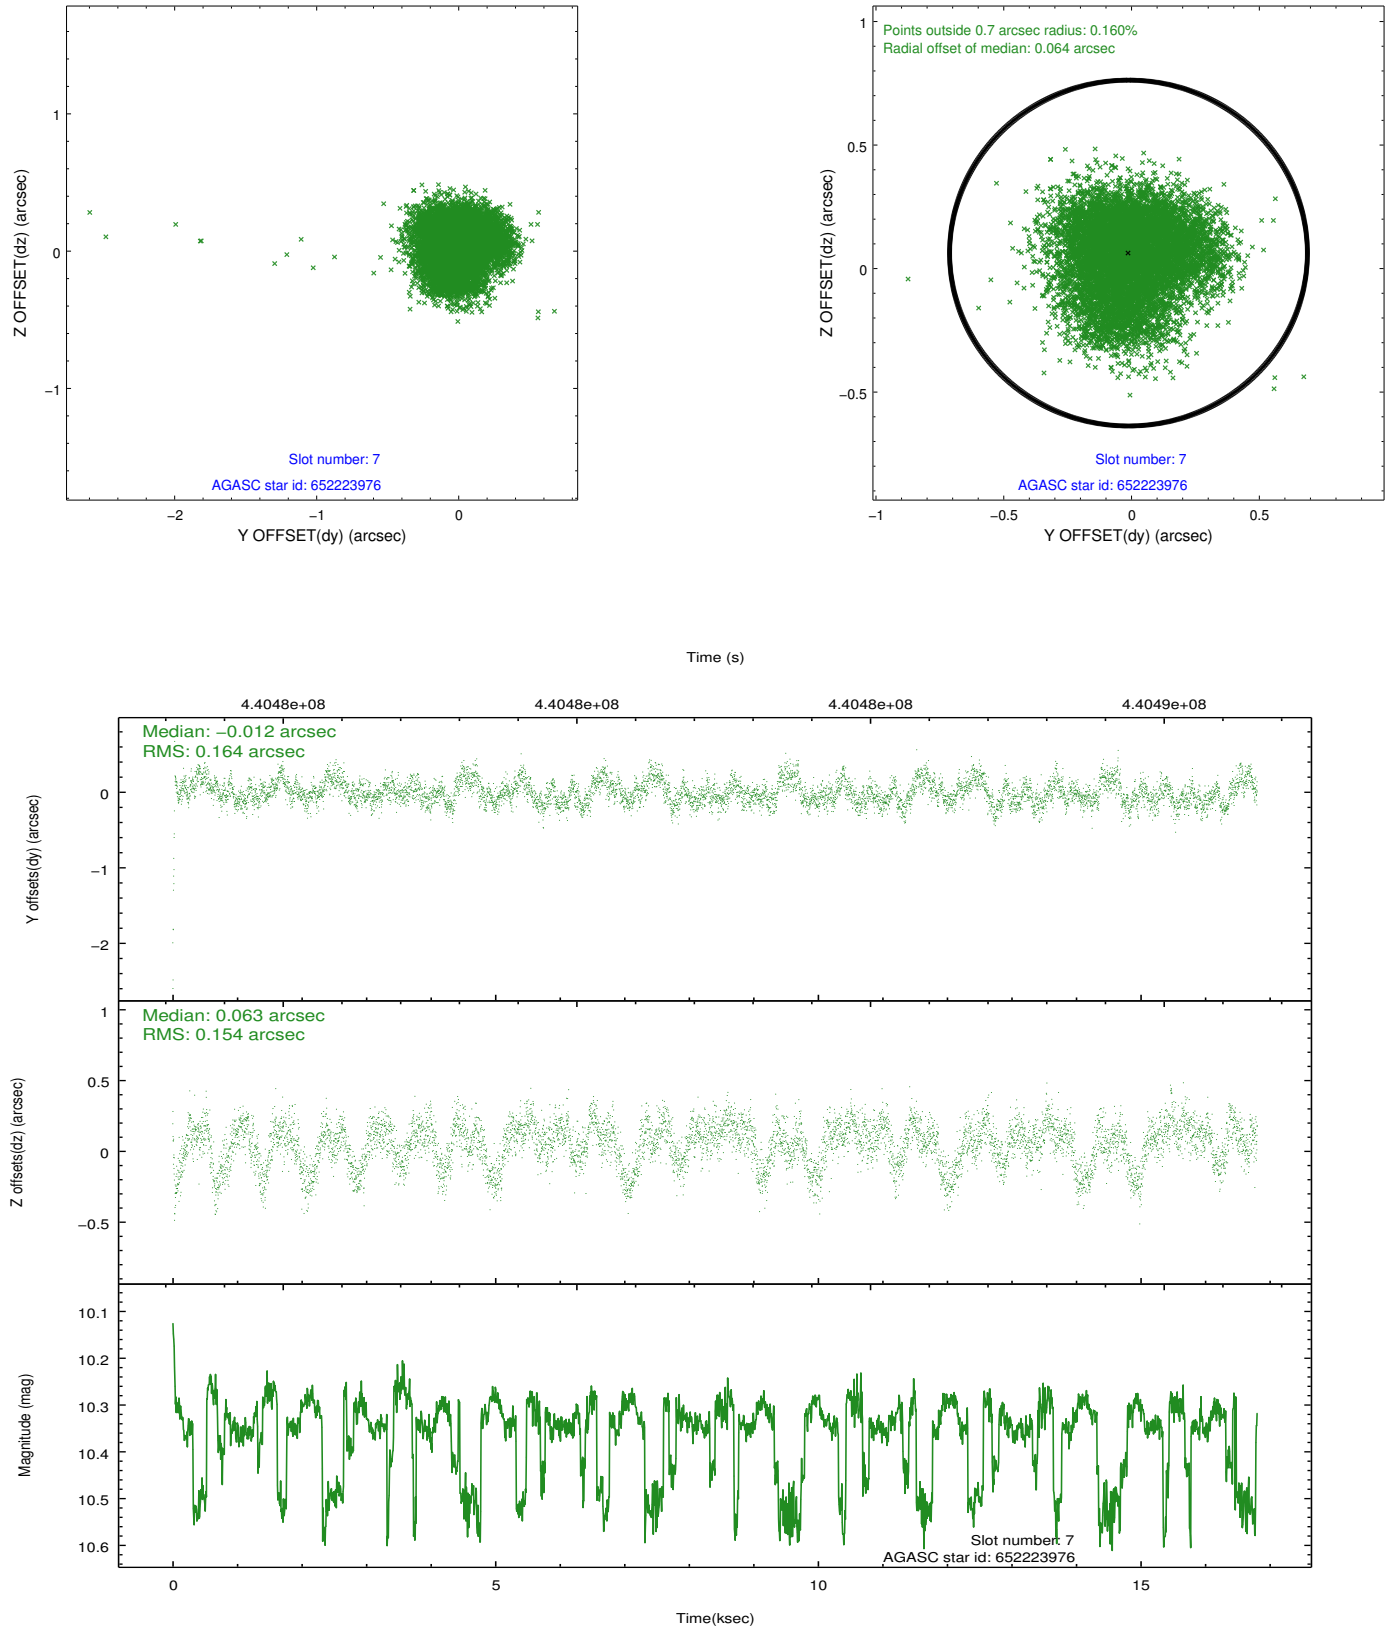 1
0
−1
Z OFFSET(dz) (arcsec)
Slot number: 7
AGASC star id: 652223976
−2
−1
0
Y OFFSET(dy) (arcsec)
Points outside 0.7 arcsec radius: 0.160%
Radial offset of median: 0.064 arcsec
1
0.5
0
−0.5
Z OFFSET(dz) (arcsec)
Slot number: 7
AGASC star id: 652223976
−1
−0.5
0
0.5
Y OFFSET(dy) (arcsec)
Time (s)
4.4048e+08
4.4048e+08
4.4048e+08
4.4049e+08
Median: −0.012 arcsec
RMS: 0.164 arcsec
0
−1
−2
Y offsets(dy) (arcsec)
Median: 0.063 arcsec
RMS: 0.154 arcsec
1
0.5
0
−0.5
Z offsets(dz) (arcsec)
10.1
10.2
10.3
10.4
10.5
10.6
Magnitude (mag)
Slot number: 7
AGASC star id: 652223976
0
5
10
15
Time(ksec)